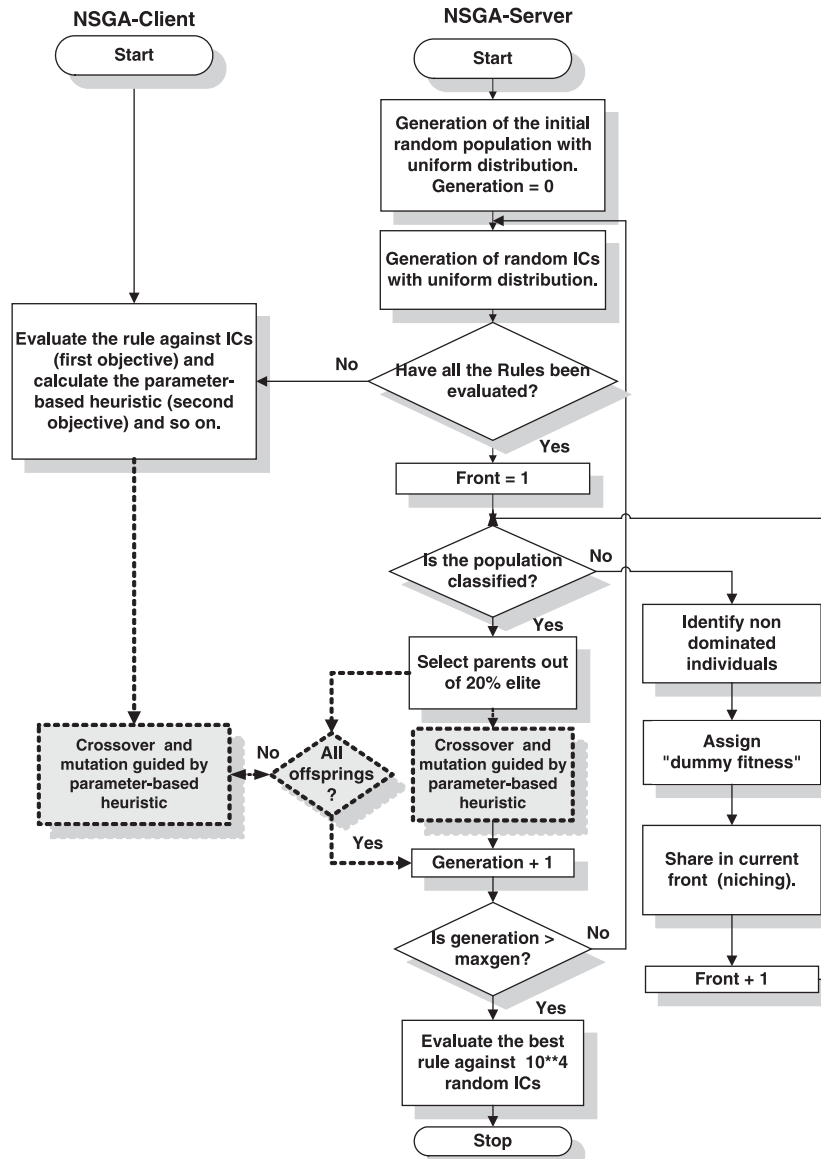 NSGA-Client
NSGA-Server
Start
Start
Generation of the initial
random population with
uniform distribution.
Generation = 0
Generation of random ICs
with uniform distribution.
Evaluate the rule against ICs
(first objective) and
calculate the parameter-
based heuristic (second
objective) and so on.
No
Have all the Rules been
evaluated?
Yes
Front = 1
Is the population
classified?
No
Yes
Identify non
dominated
individuals
Select parents out
of 20% elite
Assign
"dummy fitness"
Crossover and
mutation guided by
parameter-based
heuristic
No
All
offsprings
?
Crossover and
mutation guided by
parameter-based
heuristic
Yes
Generation + 1
Share in current
front (niching).
Is generation >
maxgen?
No
Front + 1
Yes
Evaluate the best
rule against 10**4
random ICs
Stop